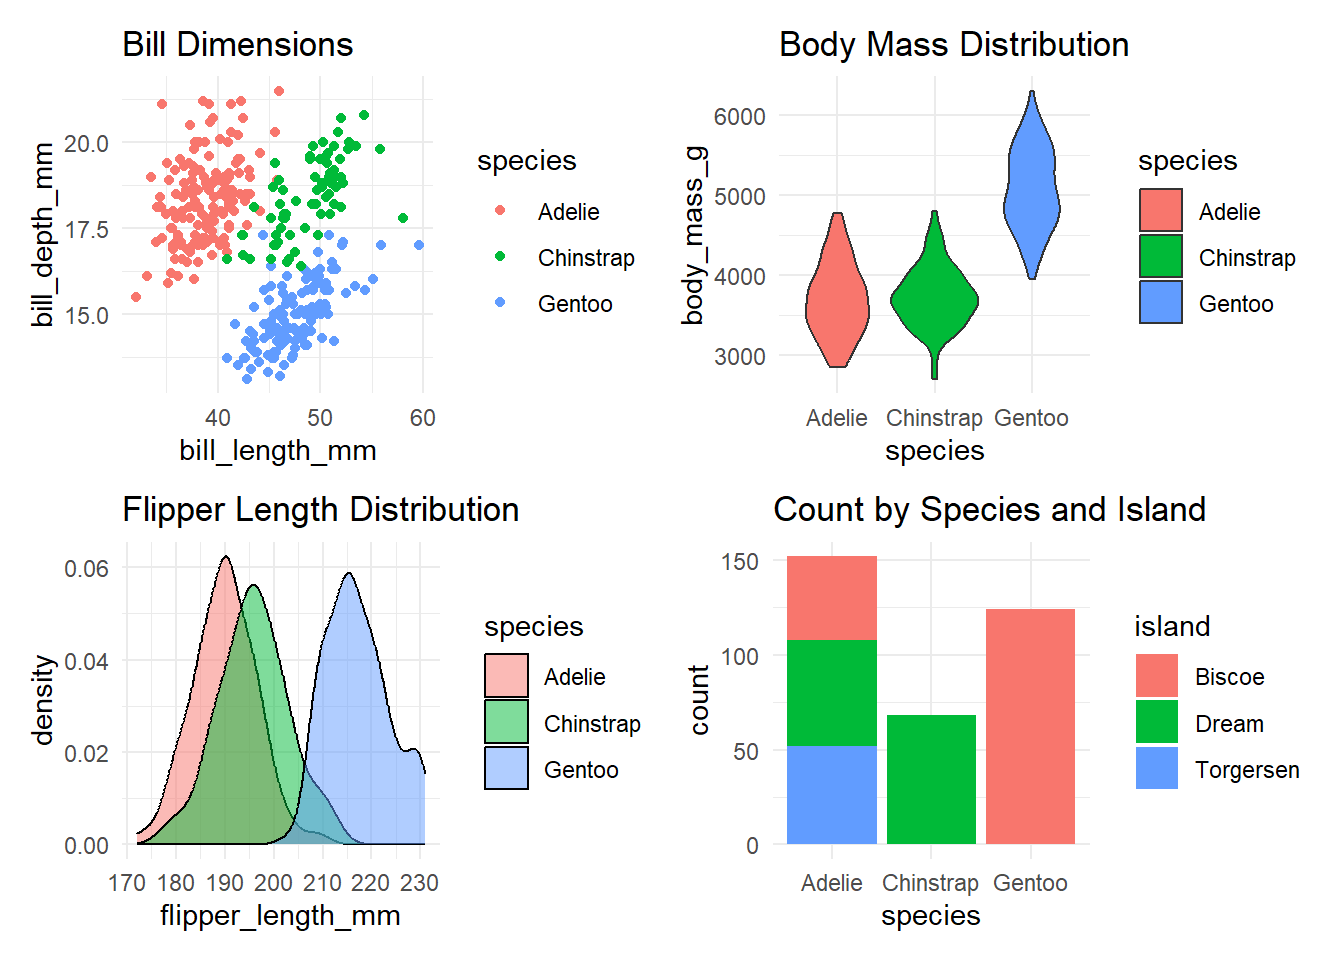 Bill Dimensions
20.0
17.5
15.0
bill_depth_mm
40 50 60
bill_length_mm
species
Adelie
Chinstrap
Gentoo
Body Mass Distribution
6000
5000
4000
3000
body_mass_g
Adelie Chinstrap Gentoo
species
species
Adelie
Chinstrap
Gentoo
Flipper Length Distribution
0.06
0.04
0.02
0.00
density
170 180 190 200 210 220 230
flipper_length_mm
species
Adelie
Chinstrap
Gentoo
Count by Species and Island
150
100
50
0
count
Adelie Chinstrap Gentoo
species
island
Biscoe
Dream
Torgersen